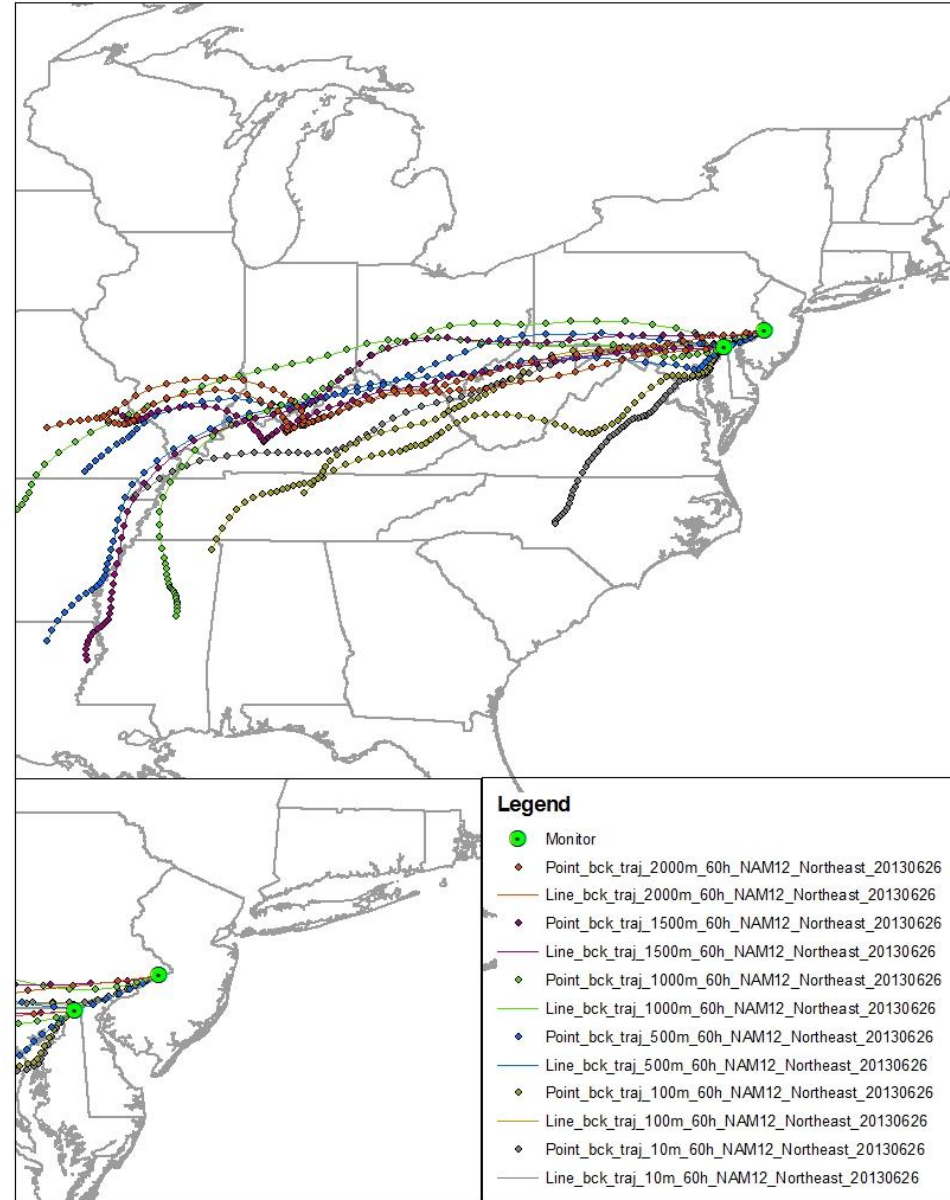 Legend
Monitor
Point_bck_traj_2000m_60h_NAM12_Northeast_20130626
Line_bck_traj_2000m_60h_NAM12_Northeast_20130626
Point_bck_traj_1500m_60h_NAM12_Northeast_20130626
Line_bck_traj_1500m_60h_NAM12_Northeast_20130626
Point_bck_traj_1000m_60h_NAM12_Northeast_20130626
Line_bck_traj_1000m_60h_NAM12_Northeast_20130626
Point_bck_traj_500m_60h_NAM12_Northeast_20130626
Line_bck_traj_500m_60h_NAM12_Northeast_20130626
Point_bck_traj_100m_60h_NAM12_Northeast_20130626
Line_bck_traj_100m_60h_NAM12_Northeast_20130626
Point_bck_traj_10m_60h_NAM12_Northeast_20130626
Line_bck_traj_10m_60h_NAM12_Northeast_20130626